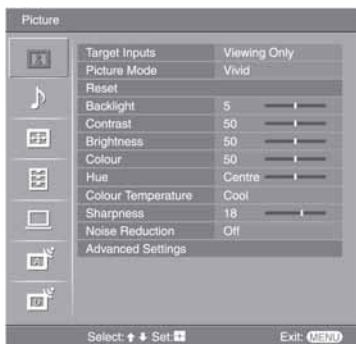 Picture
Target Inputs Viewing Only
Picture Mode Vivid
Reset
Backlight 5
Contrast 50
Brightness 50
Colour 50
Hue Centre
Colour Temperature Cool
Sharpness 18
Noise Reduction Off
Advanced Settings
Select: Set: Exit: MENU